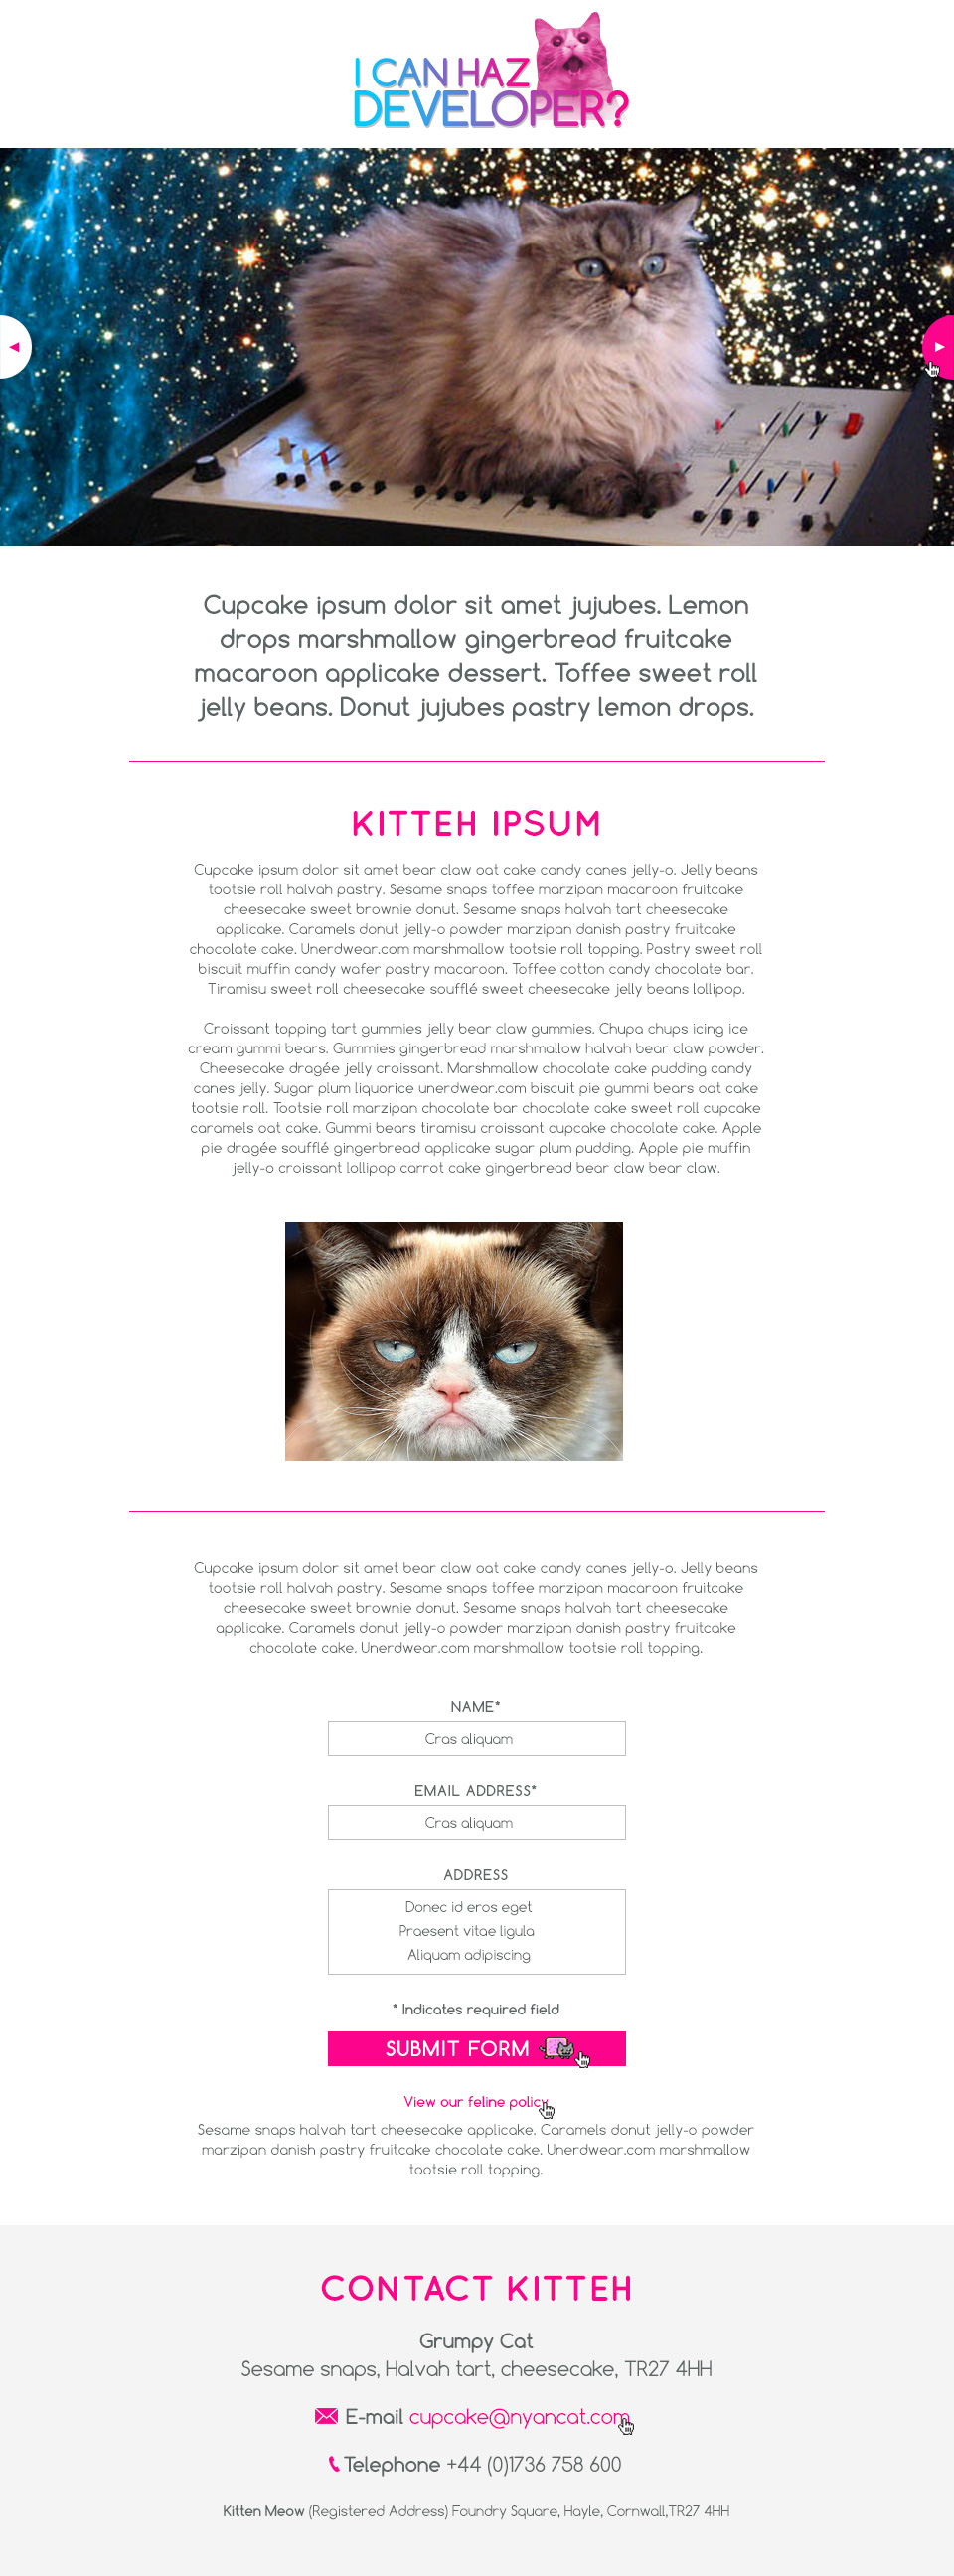 I CAN HAZ
DEVELOPER?
Cupcake ipsum dolor sit amet jujubes. Lemon
drops marshmallow gingerbread fruitcake
macaroon applicake dessert. Toffee sweet roll
jelly beans. Donut jujubes pastry lemon drops.
KITTEH IPSUM
Cupcake ipsum dolor sit amet bear claw oat cake candy canes jelly-o. Jelly beans
tootsie roll halvah pastry. Sesame snaps toffee marzipan macaroon fruitcake
cheesecake sweet brownie donut. Sesame snaps halvah tart cheesecake
applicake. Caramels donut jelly-o powder marzipan danish pastry fruitcake
chocolate cake. Unerdwear.com marshmallow tootsie roll topping. Pastry sweet roll
biscuit muffin candy wafer pastry macaroon. Toffee cotton candy chocolate bar.
Tiramisu sweet roll cheesecake soufflé sweet cheesecake jelly beans lollipop.
Croissant topping tart gummies jelly bear claw gummies. Chupa chups icing ice
cream gummi bears. Gummies gingerbread marshmallow halvah bear claw powder.
Cheesecake dragée jelly croissant. Marshmallow chocolate cake pudding candy
canes jelly. Sugar plum liquorice unerdwear.com biscuit pie gummi bears oat cake
tootsie roll. Tootsie roll marzipan chocolate bar chocolate cake sweet roll cupcake
caramels oat cake. Gummi bears tiramisu croissant cupcake chocolate cake. Apple
pie dragée soufflé gingerbread applicake sugar plum pudding. Apple pie muffin
jelly-o croissant lollipop carrot cake gingerbread bear claw bear claw.
Cupcake ipsum dolor sit amet bear claw oat cake candy canes jelly-o. Jelly beans
tootsie roll halvah pastry. Sesame snaps toffee marzipan macaroon fruitcake
cheesecake sweet brownie donut. Sesame snaps halvah tart cheesecake
applicake. Caramels donut jelly-o powder marzipan danish pastry fruitcake
chocolate cake. Unerdwear.com marshmallow tootsie roll topping.
NAME*
Cras aliquam
EMAIL ADDRESS*
Cras aliquam
ADDRESS
Donec id eros eget
Praesent vitae ligula
Aliquam adipiscing
* Indicates required field
SUBMIT FORM
View our feline policy
Sesame snaps halvah tart cheesecake applicake. Caramels donut jelly-o powder
marzipan danish pastry fruitcake chocolate cake. Unerdwear.com marshmallow
tootsie roll topping.
CONTACT KITTEH
Grumpy Cat
Sesame snaps, Halvah tart, cheesecake, TR27 4HH
E-mail cupcake@nyancat.com
Telephone +44 (0)1736 758 600
Kitten Meow (Registered Address) Foundry Square, Hayle, Cornwall,TR27 4HH